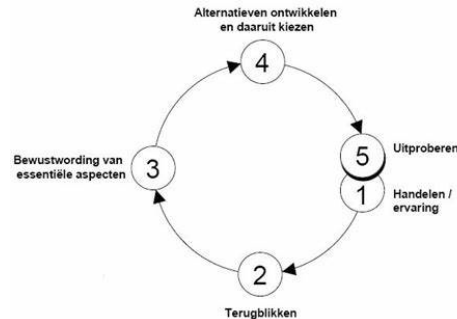 Alternatieven ontwikkelen
en daaruit kiezen
4
5
Uitproberen
Bewustwording van
essentiële aspecten
3
1
Handelen /
ervaring
2
Terugblikken